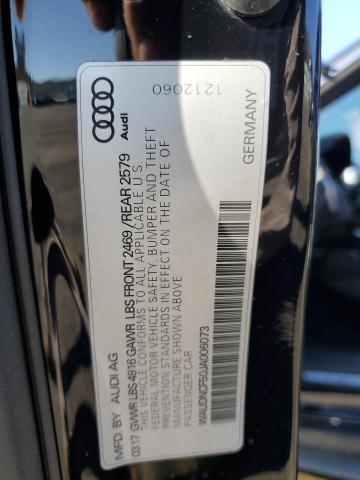 Audi
1212060
MFD. BY AUDI AG
03 17 GVWR LBS 4916 GAWR LBS FRONT 2469 / REAR 2579
THIS VEHICLE CONFORMS TO ALL APPLICABLE U S
FEDERAL MOTOR VEHICLE SAFETY, BUMPER AND THEFT
PREVENTION STANDARDS IN EFFECT ON THE DATE OF
MANUFACTURE SHOWN ABOVE.
PASSENGER CAR
WAUDNCF50JA006073
GERMANY